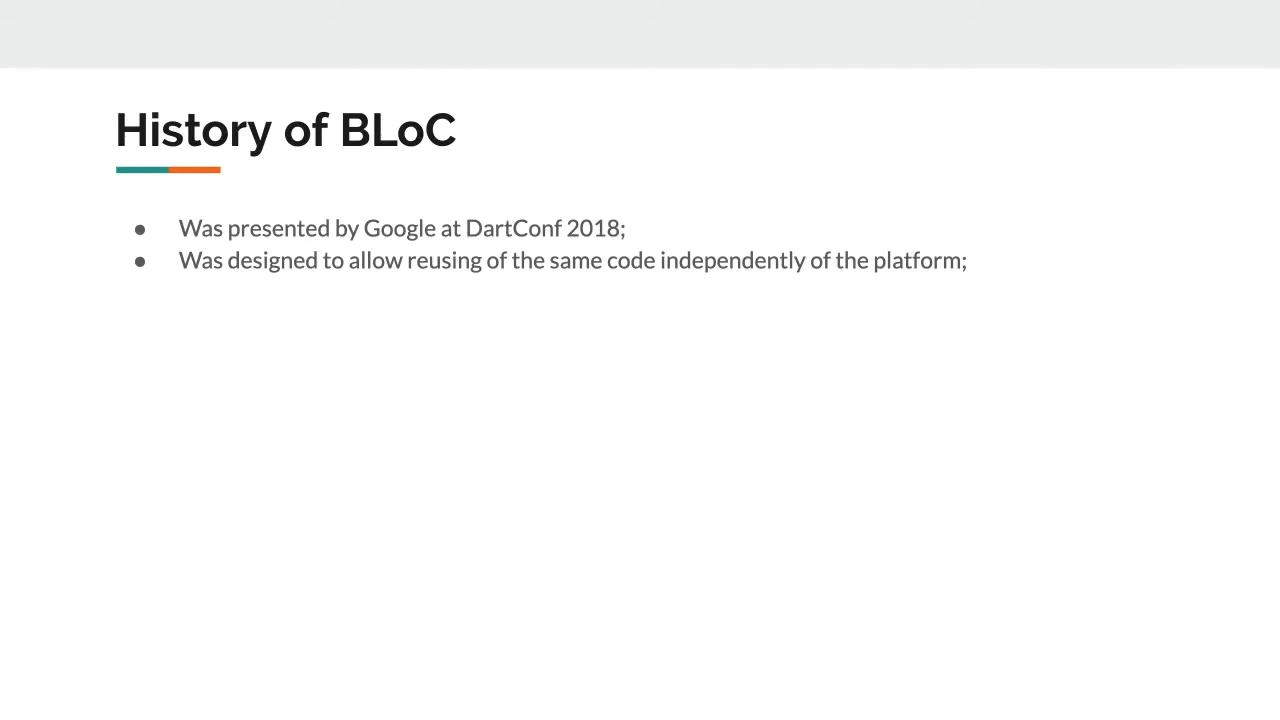 History of BLoC
● Was presented by Google at DartConf 2018;
● Was designed to allow reusing of the same code independently of the platform;